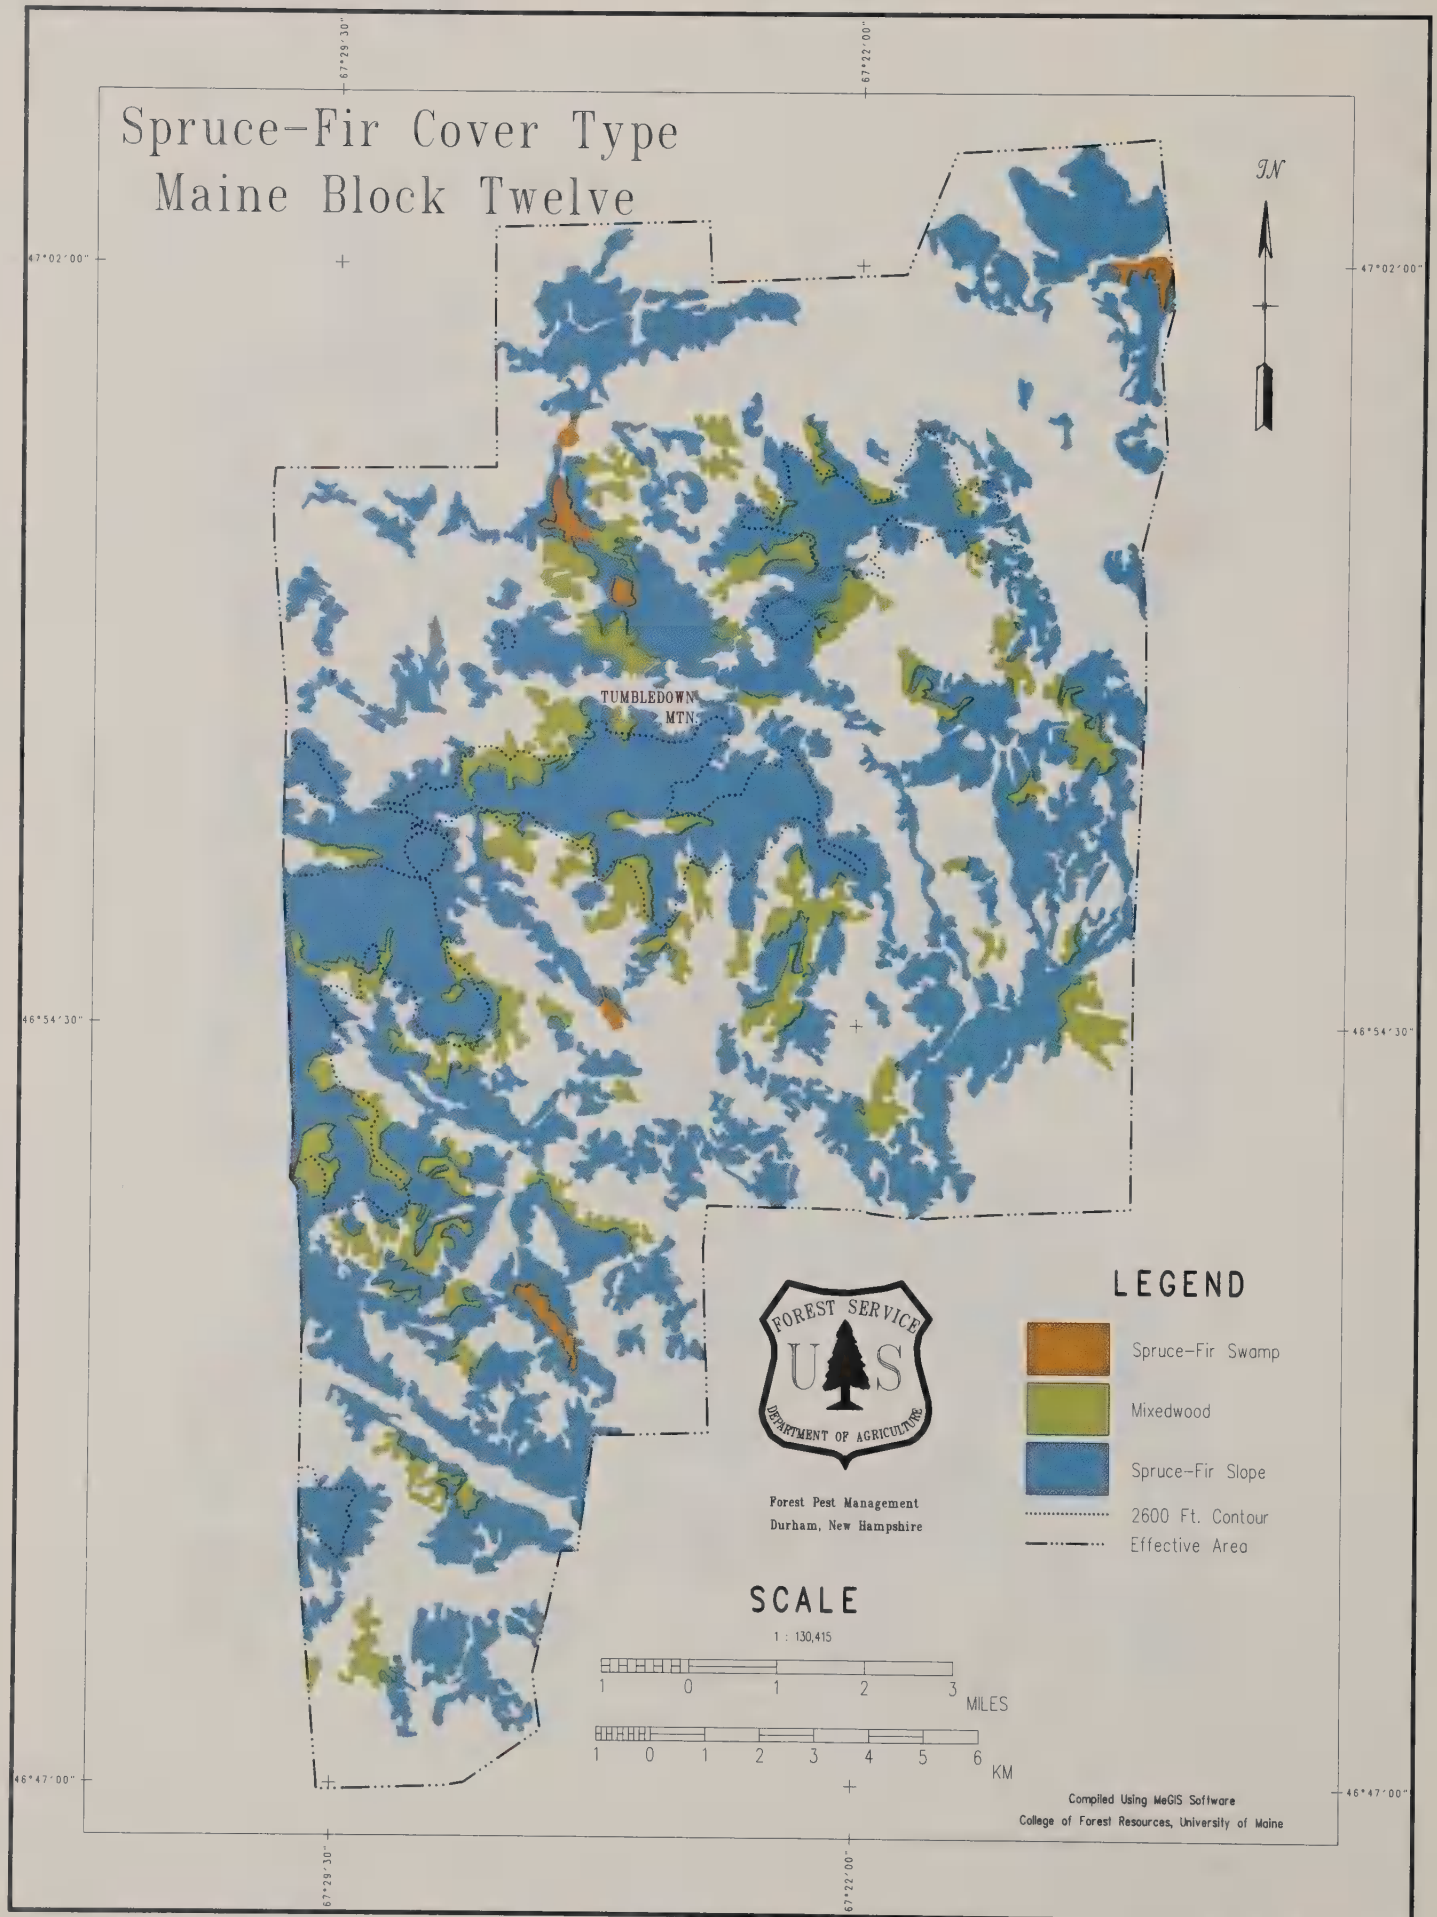 67°29'30"
67°22'00"
Spruce-Fir Cover Type
Maine Block Twelve
N
47°02'00"
47°02'00"
TUMBLEDOWN
MTN.
46°54'30"
46°54'30"
LEGEND
Spruce-Fir Swamp
Mixedwood
Spruce-Fir Slope
2600 Ft. Contour
Effective Area
FOREST SERVICE
U S
DEPARTMENT OF AGRICULTURE
Forest Pest Management
Durham, New Hampshire
SCALE
1 : 130,415
1 0 1 2 3
MILES
1 0 1 2 3 4 5 6
KM
46°47'00"
46°47'00"
Compiled Using MeGIS Software
College of Forest Resources, University of Maine
67°29'30"
67°22'00"